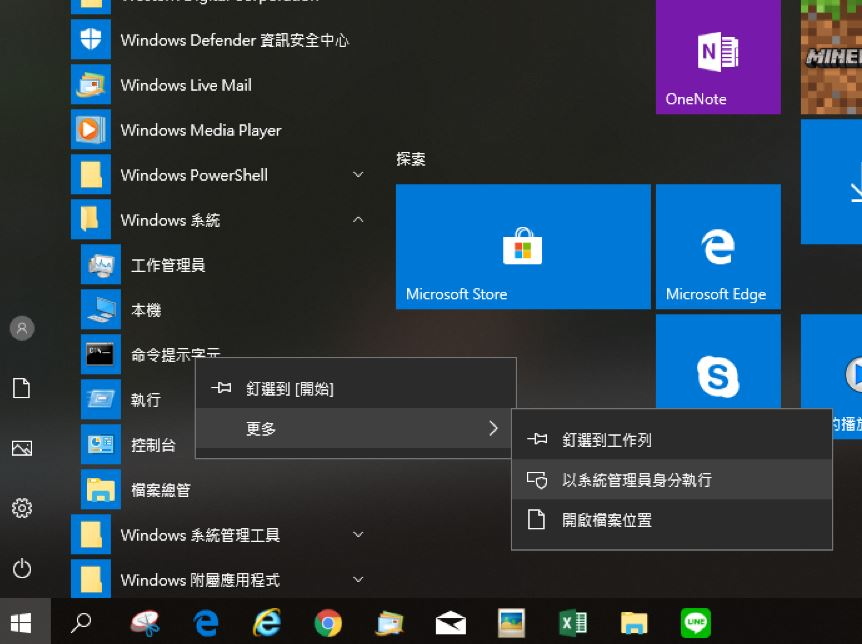 Western Digital Corporation
Windows Defender 資訊安全中心
Windows Live Mail
Windows Media Player
Windows PowerShell
Windows 系統
工作管理員
本機
命令提示字元
執行
控制台
檔案總管
Windows 系統管理工具
Windows 附屬應用程式
釘選到 [開始]
更多
釘選到工作列
以系統管理員身分執行
開啟檔案位置
OneNote
探索
Microsoft Store
Microsoft Edge
的播放
LINE